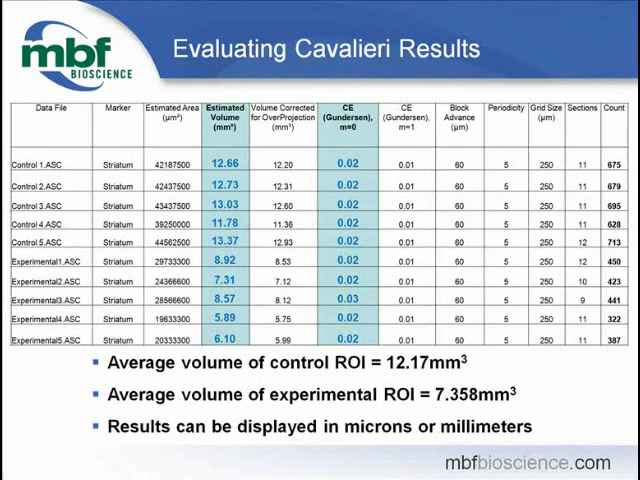 mbf
BIOSCIENCE
Evaluating Cavalieri Results
Data File Marker Estimated Area (µm²) Estimated Volume (mm³) Volume Corrected for OverProjection (mm³) CE (Gundersen), m=0 CE (Gundersen), m=1 Block Advance (µm) Periodicity Grid Size (µm) Sections Count
Control 1.ASC Striatum 42187500 12.66 12.20 0.02 0.01 60 5 250 11 675
Control 2.ASC Striatum 42437500 12.73 12.31 0.02 0.01 60 5 250 11 679
Control 3.ASC Striatum 43437500 13.03 12.60 0.02 0.01 60 5 250 11 695
Control 4.ASC Striatum 39250000 11.78 11.36 0.02 0.01 60 5 250 11 628
Control 5.ASC Striatum 44562500 13.37 12.93 0.02 0.01 60 5 250 12 713
Experimental1.ASC Striatum 29733300 8.92 8.53 0.02 0.01 60 5 250 12 450
Experimental2.ASC Striatum 24366600 7.31 7.12 0.02 0.01 60 5 250 10 423
Experimental3.ASC Striatum 28566600 8.57 8.12 0.03 0.01 60 5 250 9 441
Experimental4.ASC Striatum 19633300 5.89 5.75 0.02 0.01 60 5 250 11 322
Experimental5.ASC Striatum 20333300 6.10 5.99 0.02 0.01 60 5 250 11 387
Average volume of control ROI = 12.17mm³
Average volume of experimental ROI = 7.358mm³
Results can be displayed in microns or millimeters
mbfbioscience.com